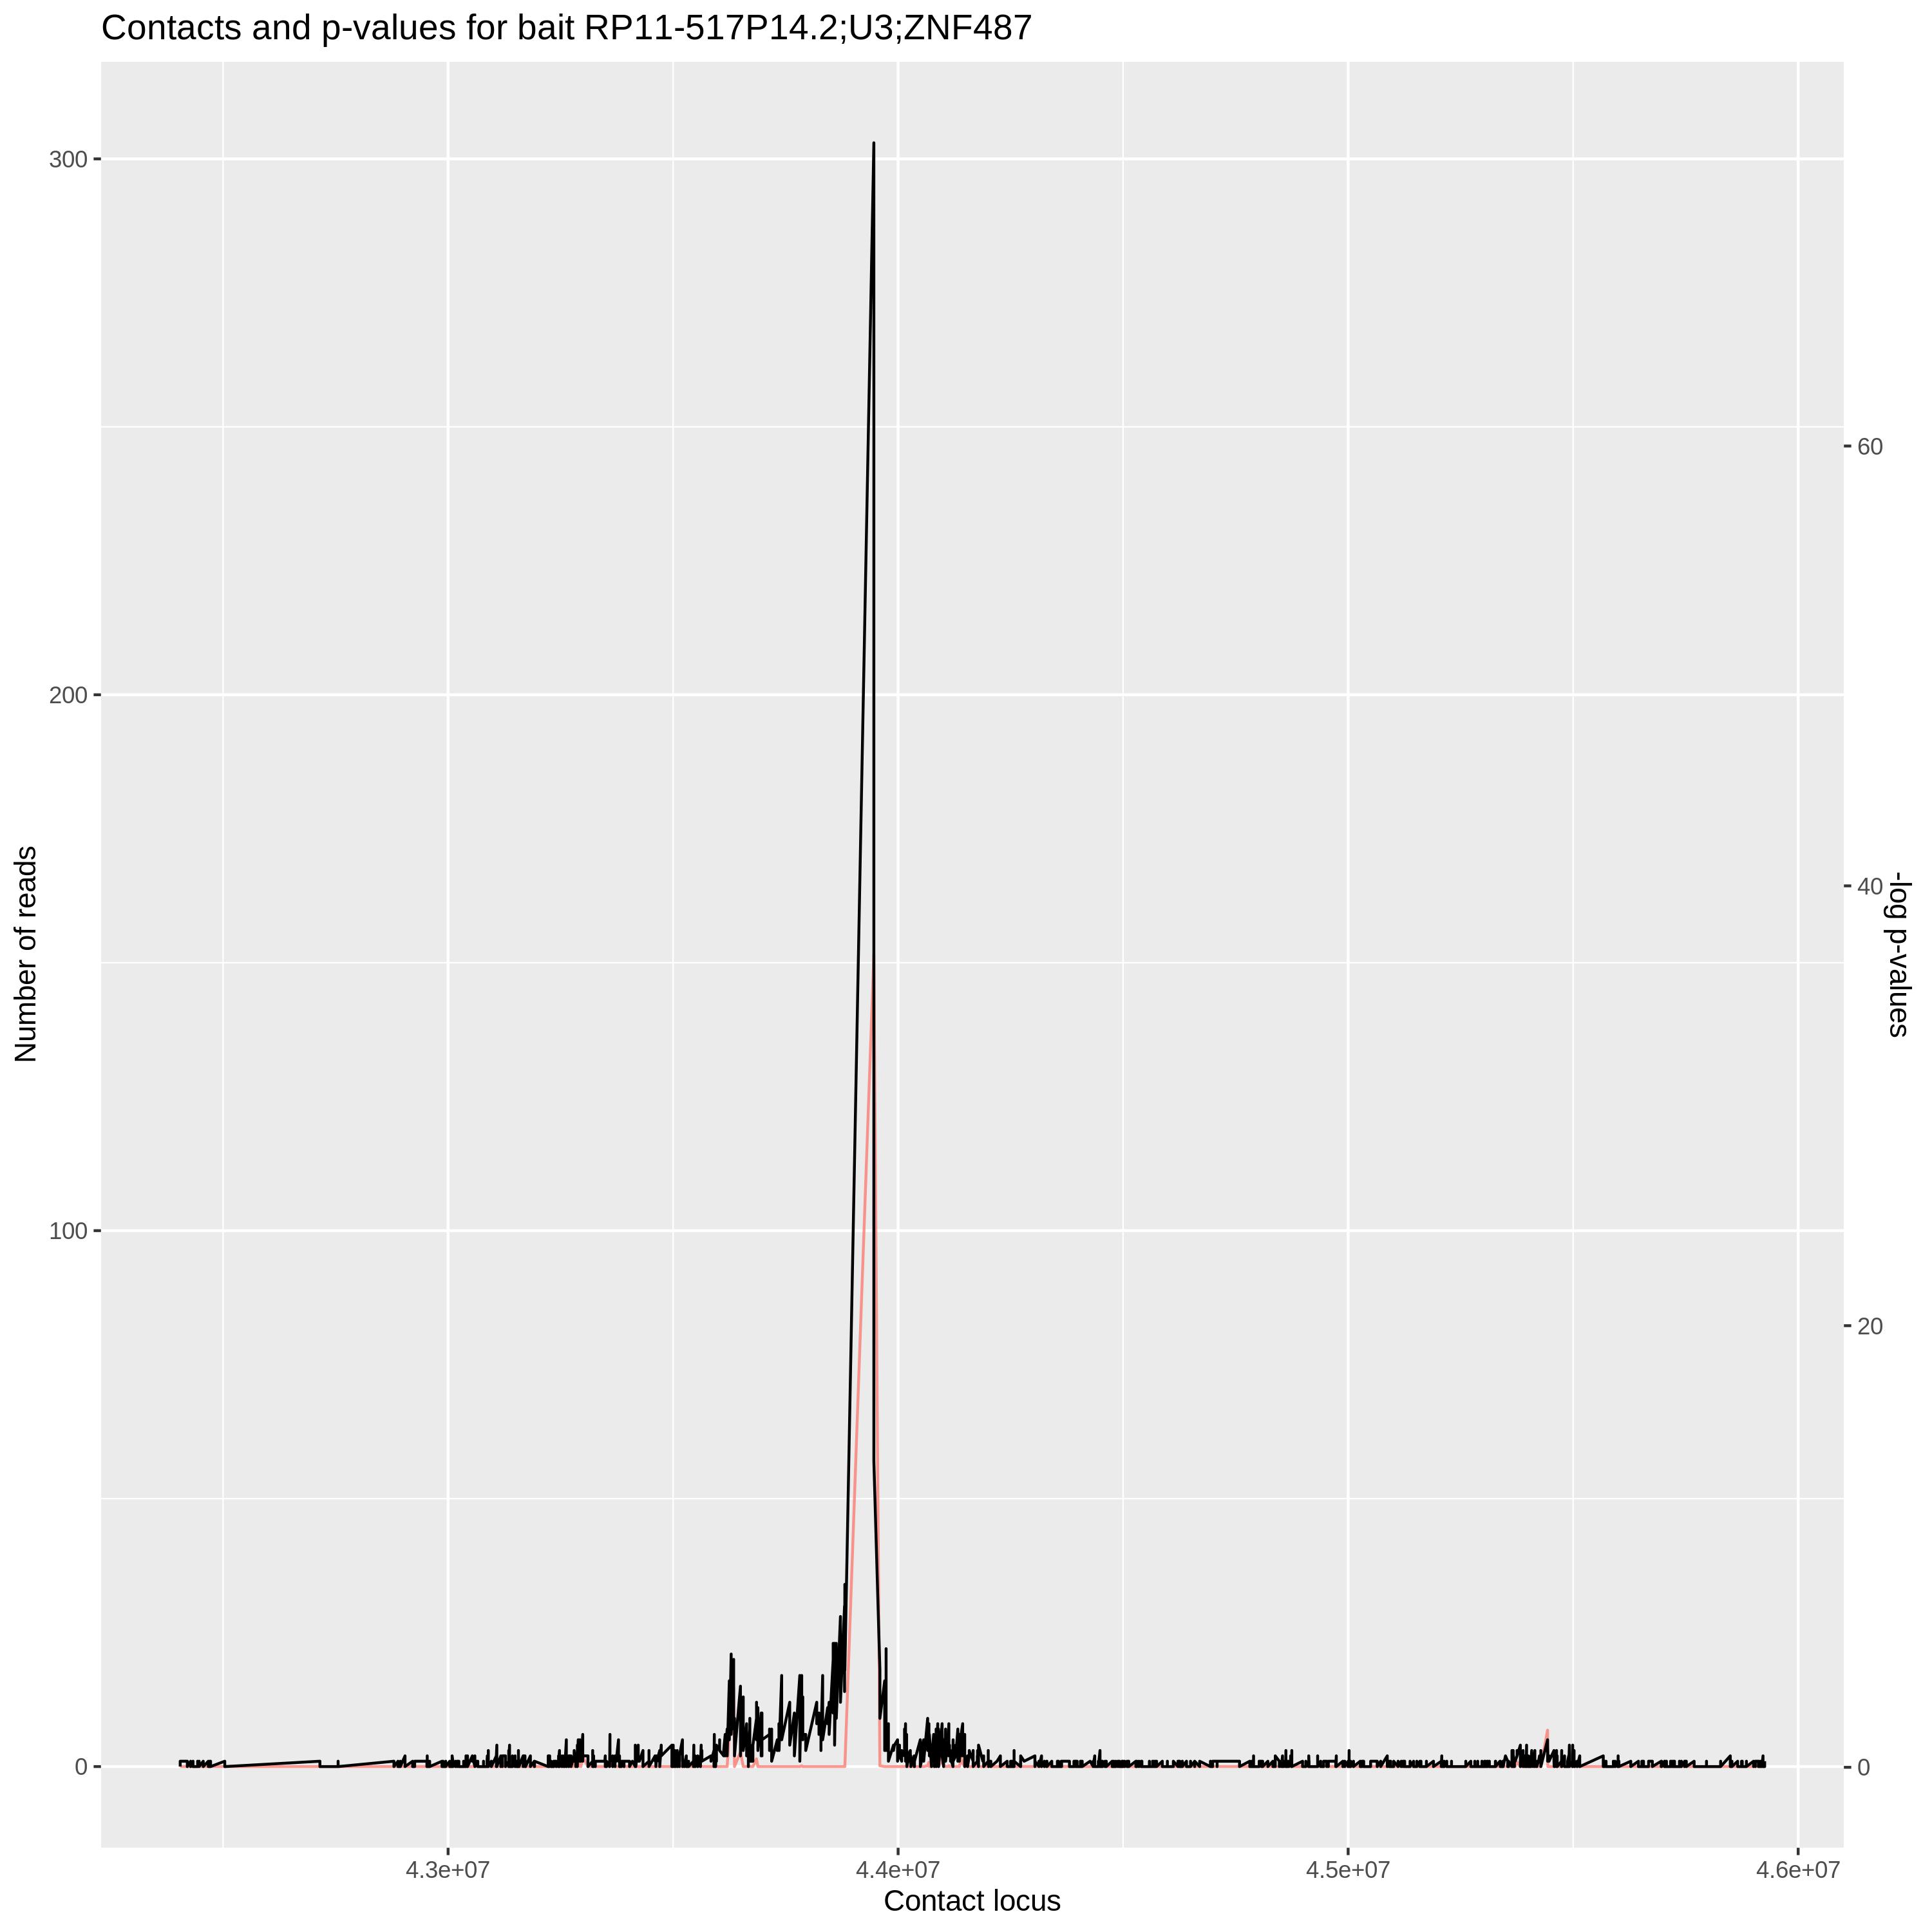 Contacts and p-values for bait RP11-517P14.2;U3;ZNF487
300
200
100
0
Number of reads
60
40
20
0
-log p-values
4.3e+07
4.4e+07
4.5e+07
4.6e+07
Contact locus